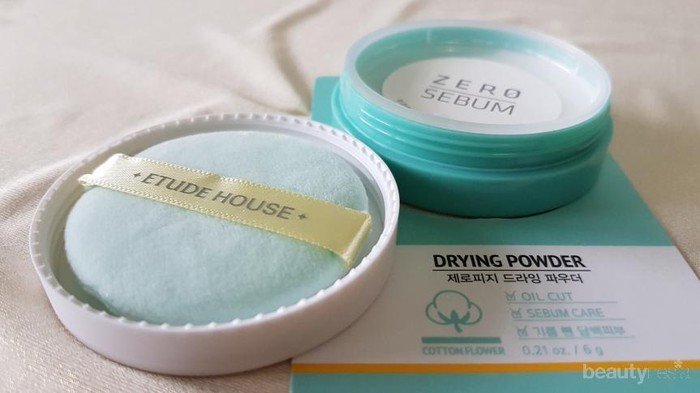 ZERO
SEBUM
✦ ETUDE HOUSE ✦
DRYING POWDER
제로피지 드라잉 파우더
OIL CUT
SEBUM CARE
기름 뺀 담백피부
COTTON FLOWER
0.21 oz. / 6 g